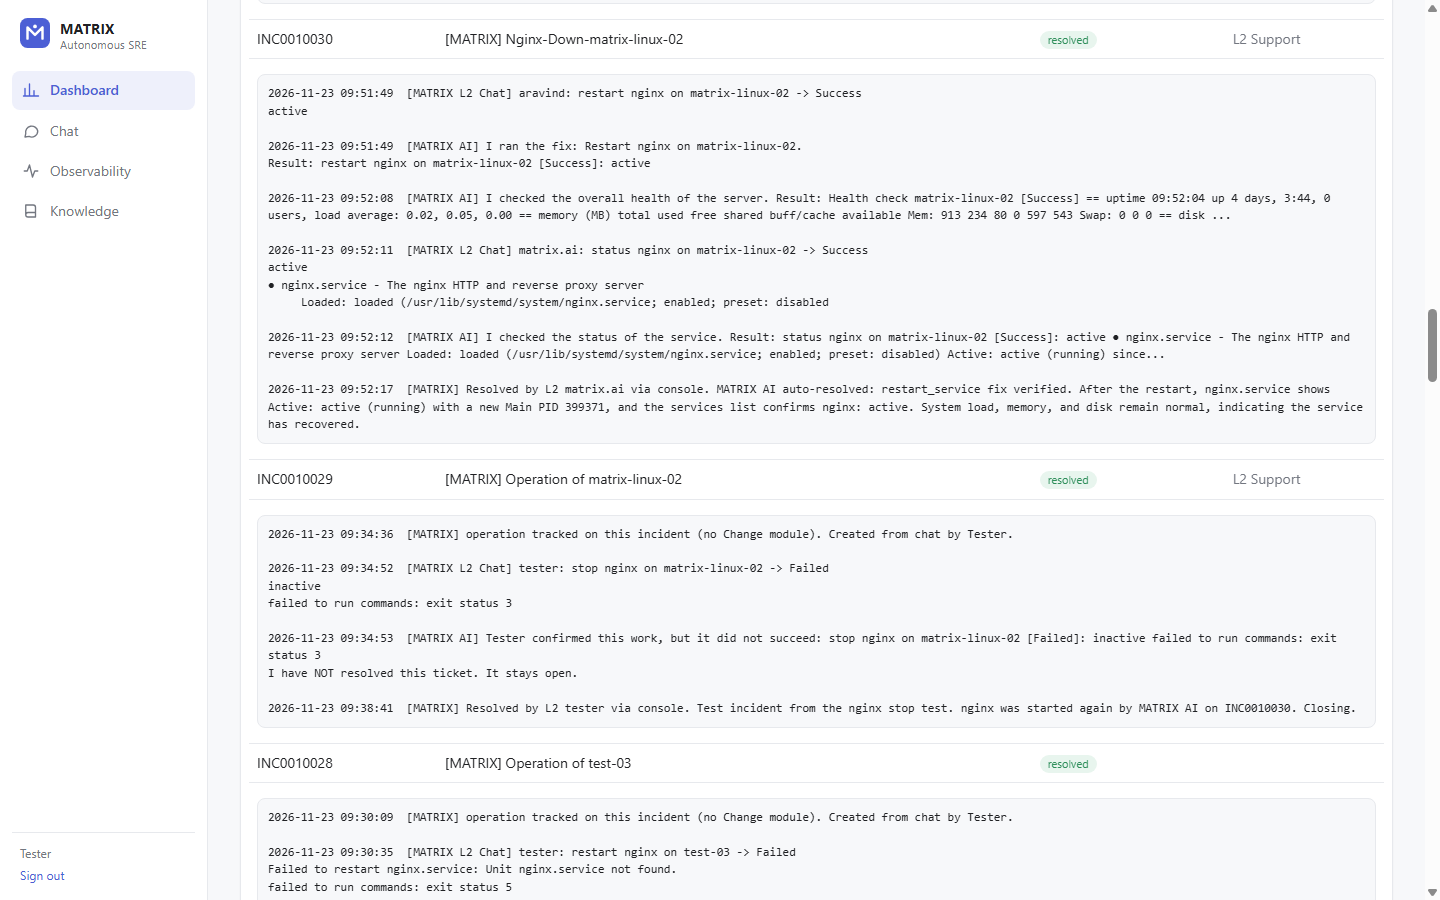 MATRIX
Autonomous SRE
Dashboard
Chat
Observability
Knowledge
Tester
Sign out
INC0010030 [MATRIX] Nginx-Down-matrix-linux-02 resolved L2 Support
2026-11-23 09:51:49 [MATRIX L2 Chat] aravind: restart nginx on matrix-linux-02 -> Success
active
2026-11-23 09:51:49 [MATRIX AI] I ran the fix: Restart nginx on matrix-linux-02.
Result: restart nginx on matrix-linux-02 [Success]: active
2026-11-23 09:52:08 [MATRIX AI] I checked the overall health of the server. Result: Health check matrix-linux-02 [Success] == uptime 09:52:04 up 4 days, 3:44, 0
users, load average: 0.02, 0.05, 0.00 == memory (MB) total used free shared buff/cache available Mem: 913 234 80 0 597 543 Swap: 0 0 0 == disk ...
2026-11-23 09:52:11 [MATRIX L2 Chat] matrix.ai: status nginx on matrix-linux-02 -> Success
active
● nginx.service - The nginx HTTP and reverse proxy server
Loaded: loaded (/usr/lib/systemd/system/nginx.service; enabled; preset: disabled
2026-11-23 09:52:12 [MATRIX AI] I checked the status of the service. Result: status nginx on matrix-linux-02 [Success]: active ● nginx.service - The nginx HTTP and
reverse proxy server Loaded: loaded (/usr/lib/systemd/system/nginx.service; enabled; preset: disabled) Active: active (running) since...
2026-11-23 09:52:17 [MATRIX] Resolved by L2 matrix.ai via console. MATRIX AI auto-resolved: restart_service fix verified. After the restart, nginx.service shows
Active: active (running) with a new Main PID 399371, and the services list confirms nginx: active. System load, memory, and disk remain normal, indicating the service
has recovered.
INC0010029 [MATRIX] Operation of matrix-linux-02 resolved L2 Support
2026-11-23 09:34:36 [MATRIX] operation tracked on this incident (no Change module). Created from chat by Tester.
2026-11-23 09:34:52 [MATRIX L2 Chat] tester: stop nginx on matrix-linux-02 -> Failed
inactive
failed to run commands: exit status 3
2026-11-23 09:34:53 [MATRIX AI] Tester confirmed this work, but it did not succeed: stop nginx on matrix-linux-02 [Failed]: inactive failed to run commands: exit
status 3
I have NOT resolved this ticket. It stays open.
2026-11-23 09:38:41 [MATRIX] Resolved by L2 tester via console. Test incident from the nginx stop test. nginx was started again by MATRIX AI on INC0010030. Closing.
INC0010028 [MATRIX] Operation of test-03 resolved
2026-11-23 09:30:09 [MATRIX] operation tracked on this incident (no Change module). Created from chat by Tester.
2026-11-23 09:30:35 [MATRIX L2 Chat] tester: restart nginx on test-03 -> Failed
Failed to restart nginx.service: Unit nginx.service not found.
failed to run commands: exit status 5